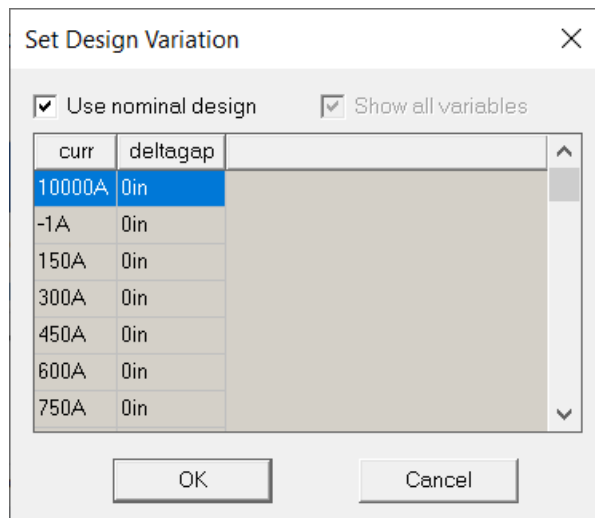 Set Design Variation
Use nominal design Show all variables
curr deltagap
10000A 0in
-1A 0in
150A 0in
300A 0in
450A 0in
600A 0in
750A 0in
OK Cancel